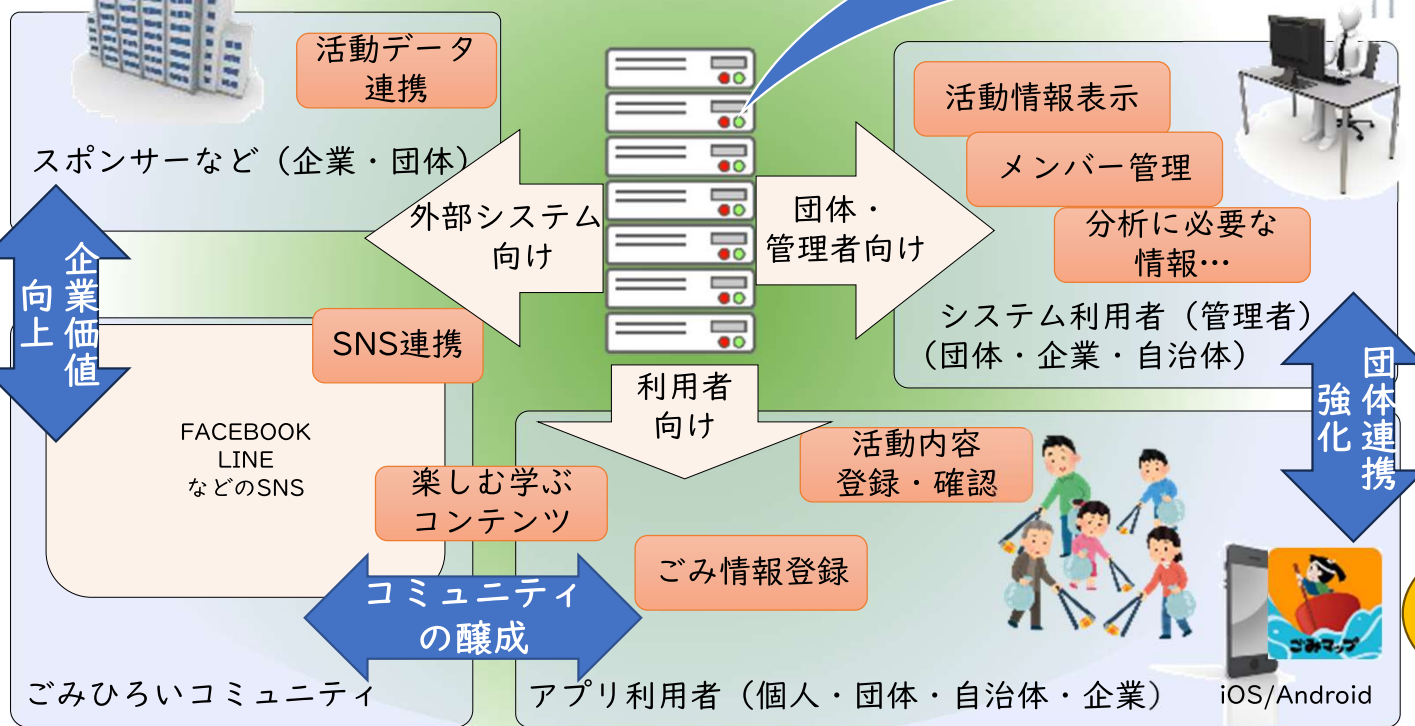 活動データ
連携
スポンサーなど（企業・団体）
外部システム
向け
団体・
管理者向け
活動情報表示
メンバー管理
分析に必要な
情報…
システム利用者（管理者）
（団体・企業・自治体）
企業価値
向上
SNS連携
FACEBOOK
LINE
などのSNS
利用者
向け
団体連携
強化
活動内容
登録・確認
楽しむ学ぶ
コンテンツ
ごみ情報登録
コミュニティ
の醸成
ごみマップ
ごみひろいコミュニティ
アプリ利用者（個人・団体・自治体・企業）
iOS/Android